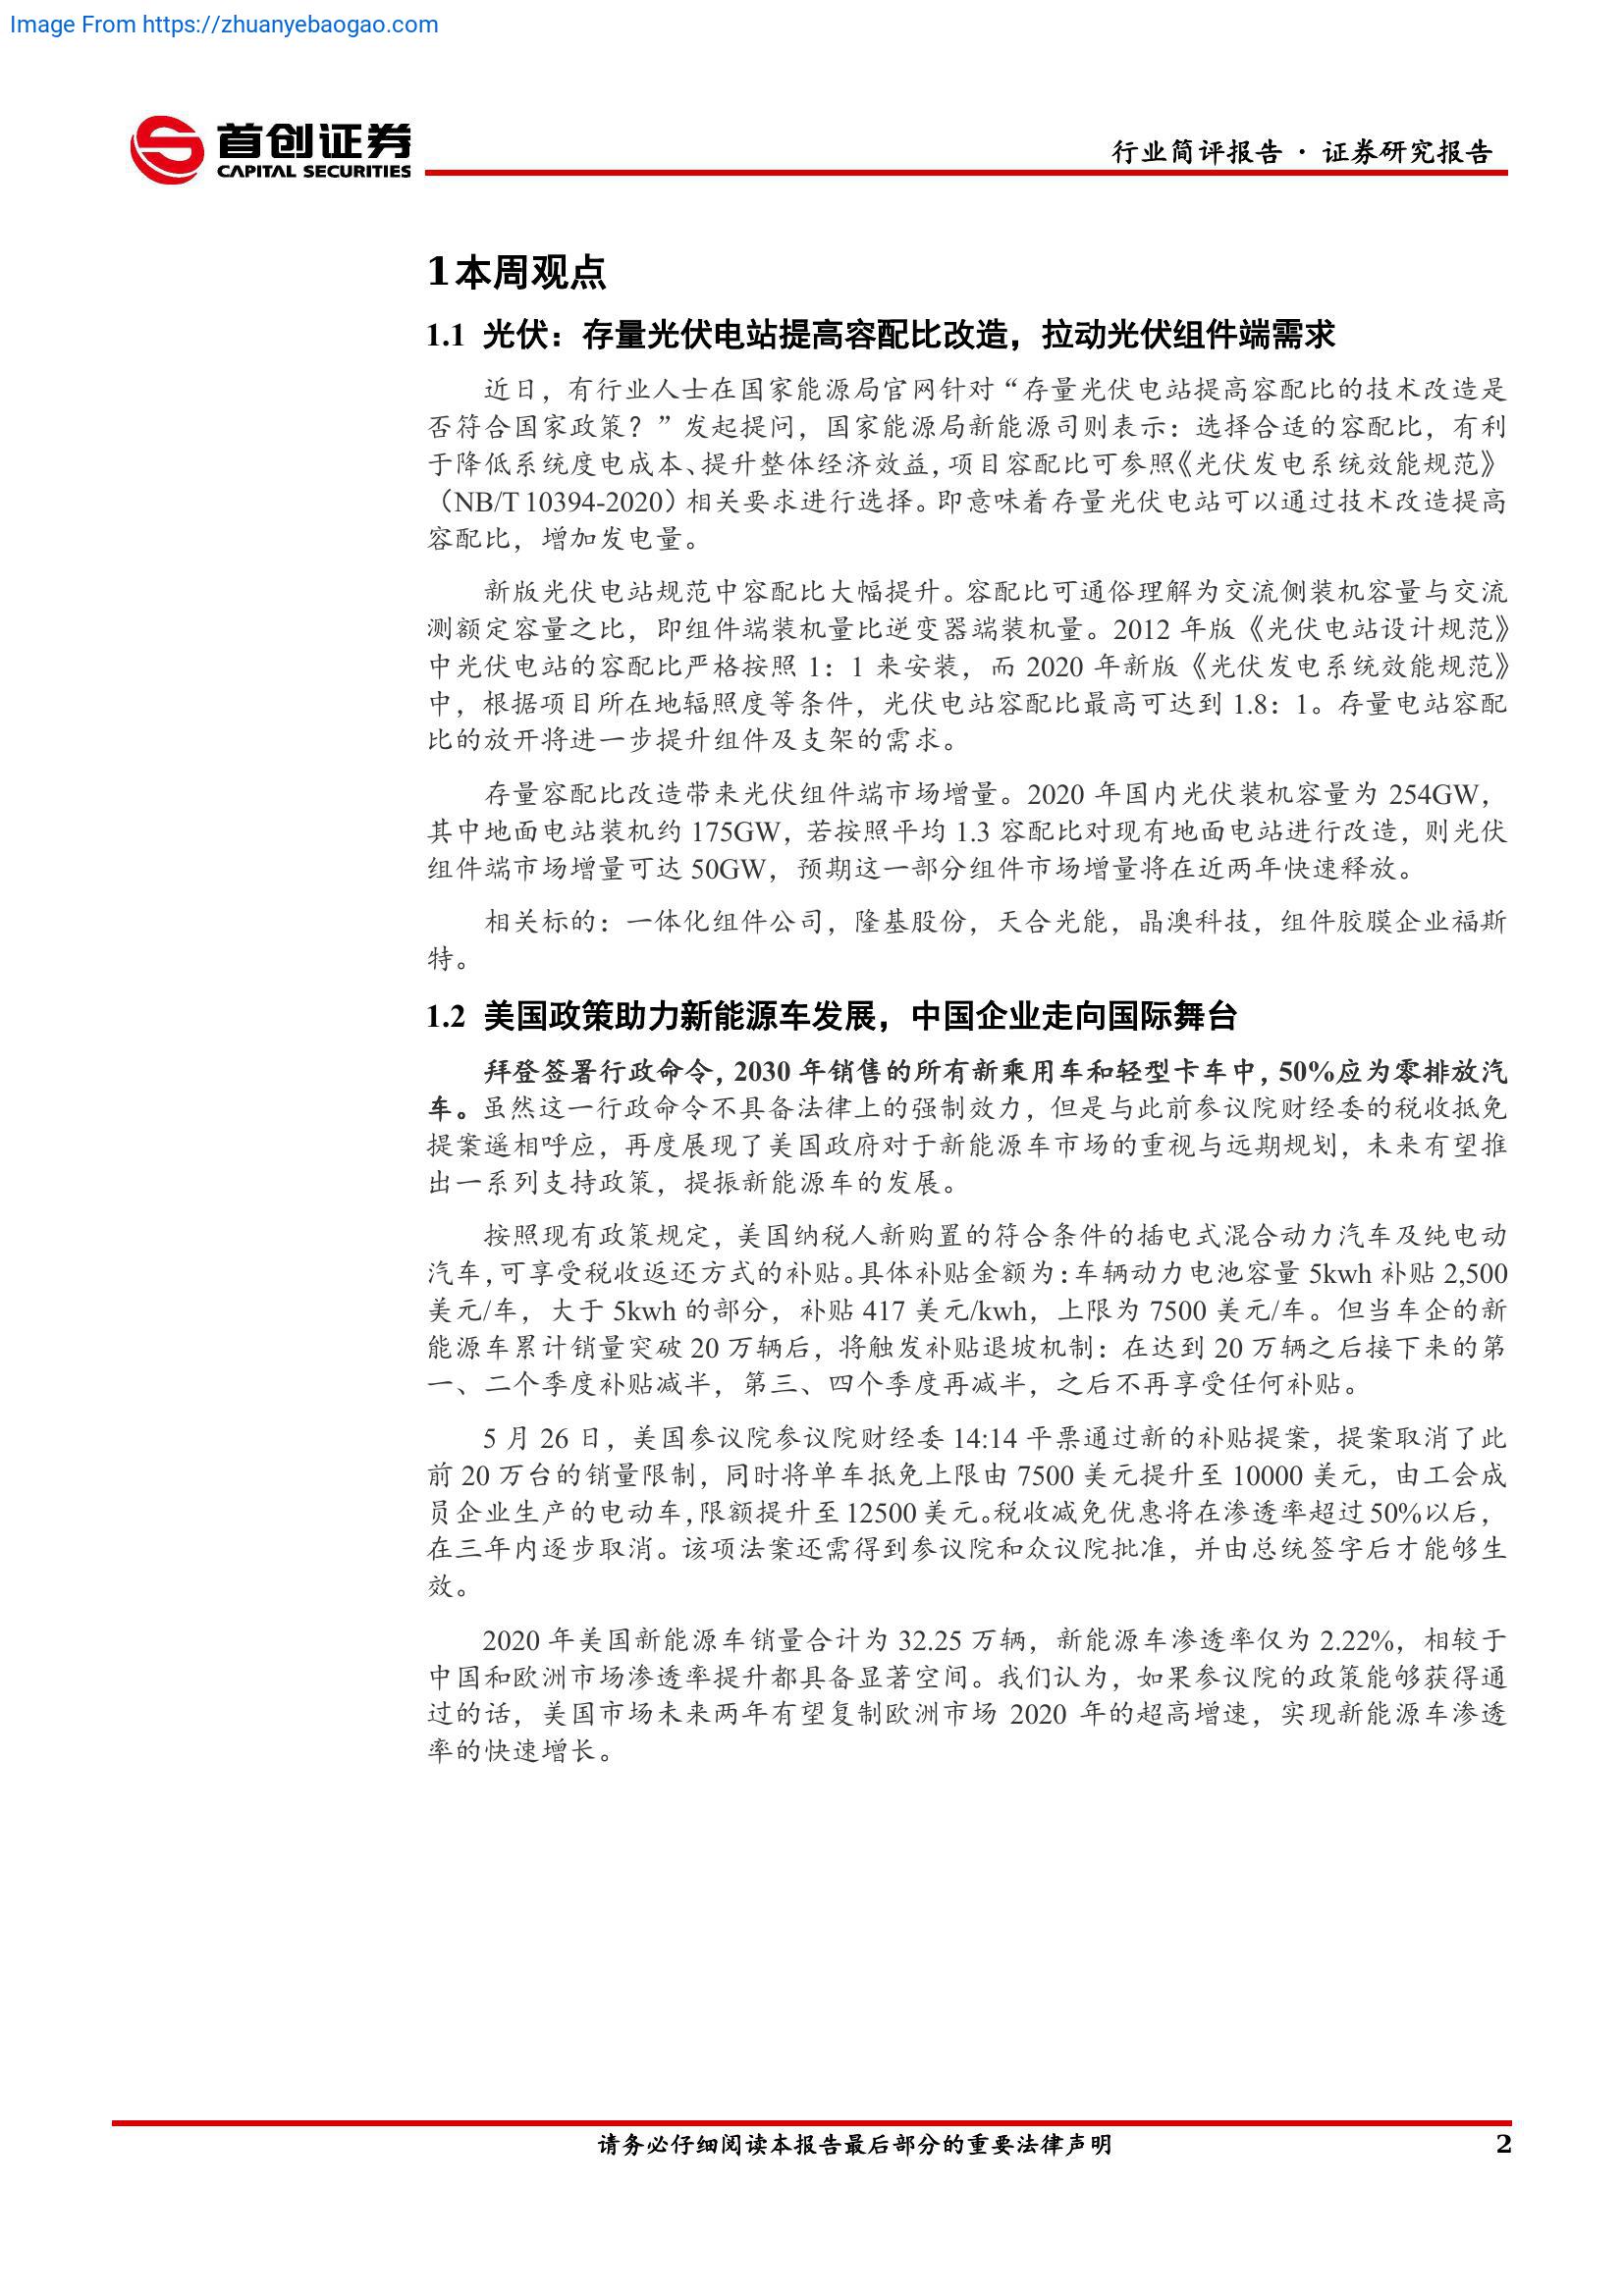 Image From https://zhuanyebaogao.com
首创证券
CAPITAL SECURITIES
行业简评报告 · 证券研究报告
1本周观点
1.1 光伏：存量光伏电站提高容配比改造，拉动光伏组件端需求
近日，有行业人士在国家能源局官网针对“存量光伏电站提高容配比的技术改造是
否符合国家政策？”发起提问，国家能源局新能源司则表示：选择合适的容配比，有利
于降低系统度电成本、提升整体经济效益，项目容配比可参照《光伏发电系统效能规范》
（NB/T 10394-2020）相关要求进行选择。即意味着存量光伏电站可以通过技术改造提高
容配比，增加发电量。
新版光伏电站规范中容配比大幅提升。容配比可通俗理解为交流侧装机容量与交流
测额定容量之比，即组件端装机量比逆变器端装机量。2012 年版《光伏电站设计规范》
中光伏电站的容配比严格按照 1：1 来安装，而 2020 年新版《光伏发电系统效能规范》
中，根据项目所在地辐照度等条件，光伏电站容配比最高可达到 1.8：1。存量电站容配
比的放开将进一步提升组件及支架的需求。
存量容配比改造带来光伏组件端市场增量。2020 年国内光伏装机容量为 254GW，
其中地面电站装机约 175GW，若按照平均 1.3 容配比对现有地面电站进行改造，则光伏
组件端市场增量可达 50GW，预期这一部分组件市场增量将在近两年快速释放。
相关标的：一体化组件公司，隆基股份，天合光能，晶澳科技，组件胶膜企业福斯
特。
1.2 美国政策助力新能源车发展，中国企业走向国际舞台
拜登签署行政命令，2030 年销售的所有新乘用车和轻型卡车中，50%应为零排放汽
车。虽然这一行政命令不具备法律上的强制效力，但是与此前参议院财经委的税收抵免
提案遥相呼应，再度展现了美国政府对于新能源车市场的重视与远期规划，未来有望推
出一系列支持政策，提振新能源车的发展。
按照现有政策规定，美国纳税人新购置的符合条件的插电式混合动力汽车及纯电动
汽车，可享受税收返还方式的补贴。具体补贴金额为：车辆动力电池容量 5kwh 补贴 2,500
美元/车，大于 5kwh 的部分，补贴 417 美元/kwh，上限为 7500 美元/车。但当车企的新
能源车累计销量突破 20 万辆后，将触发补贴退坡机制：在达到 20 万辆之后接下来的第
一、二个季度补贴减半，第三、四个季度再减半，之后不再享受任何补贴。
5 月 26 日，美国参议院参议院财经委 14:14 平票通过新的补贴提案，提案取消了此
前 20 万台的销量限制，同时将单车抵免上限由 7500 美元提升至 10000 美元，由工会成
员企业生产的电动车，限额提升至 12500 美元。税收减免优惠将在渗透率超过 50%以后，
在三年内逐步取消。该项法案还需得到参议院和众议院批准，并由总统签字后才能够生
效。
2020 年美国新能源车销量合计为 32.25 万辆，新能源车渗透率仅为 2.22%，相较于
中国和欧洲市场渗透率提升都具备显著空间。我们认为，如果参议院的政策能够获得通
过的话，美国市场未来两年有望复制欧洲市场 2020 年的超高增速，实现新能源车渗透
率的快速增长。
请务必仔细阅读本报告最后部分的重要法律声明
2